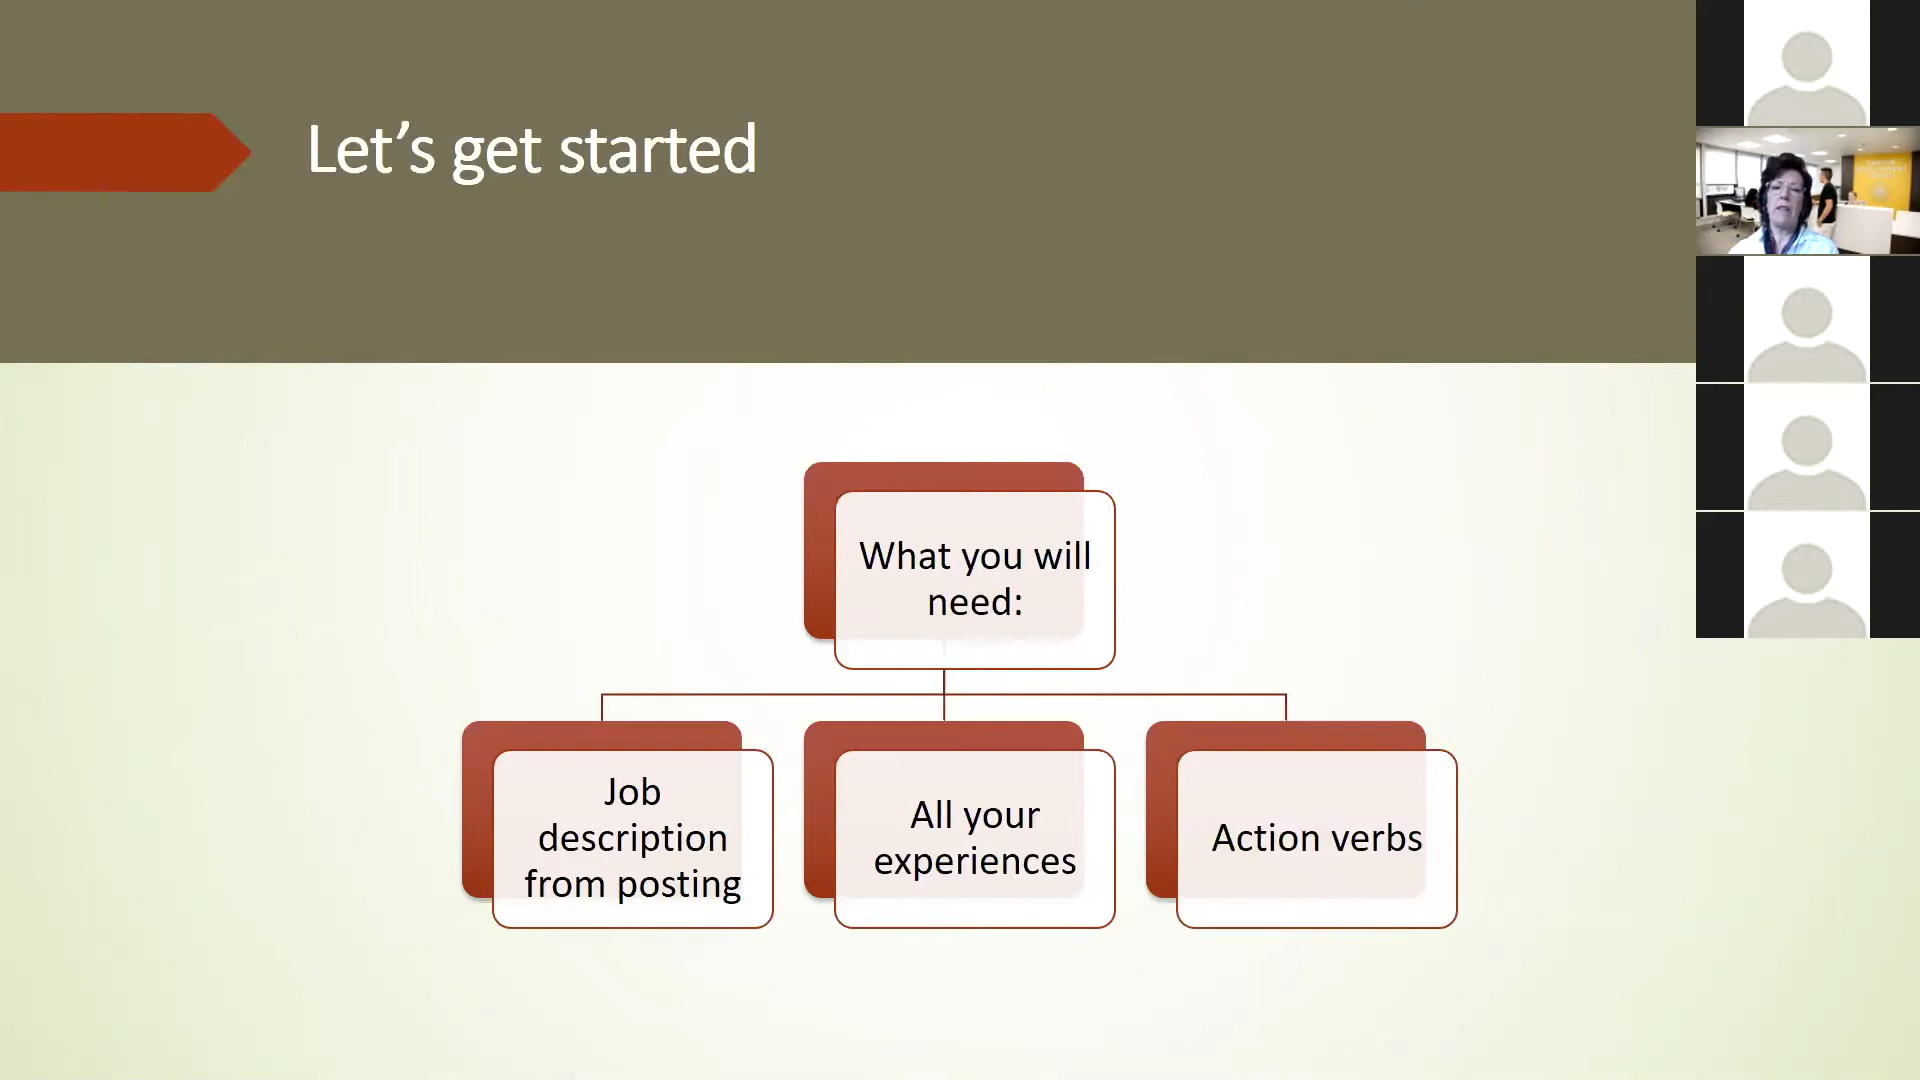 Let’s get started
What you will
need:
Job
description
from posting
All your
experiences
Action verbs